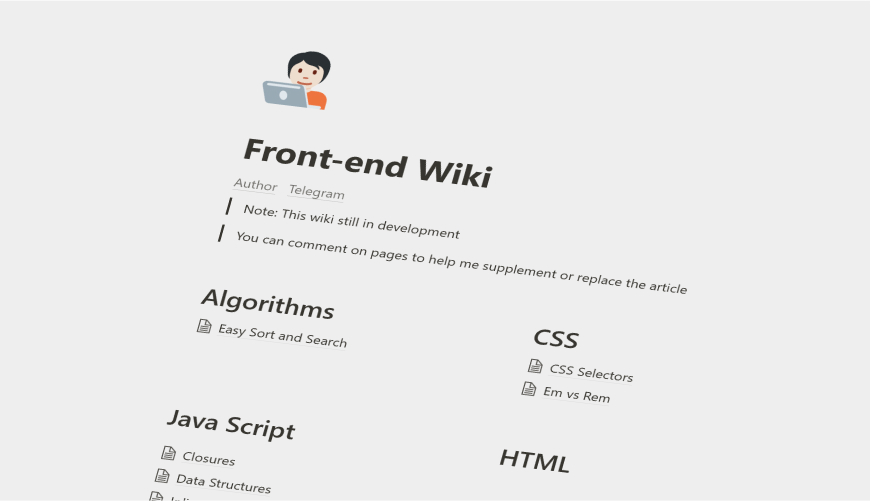 Front-end Wiki
Author Telegram
Note: This wiki still in development
You can comment on pages to help me supplement or replace the article
Algorithms
Easy Sort and Search
CSS
CSS Selectors
Em vs Rem
Java Script
Closures
Data Structures
HTML